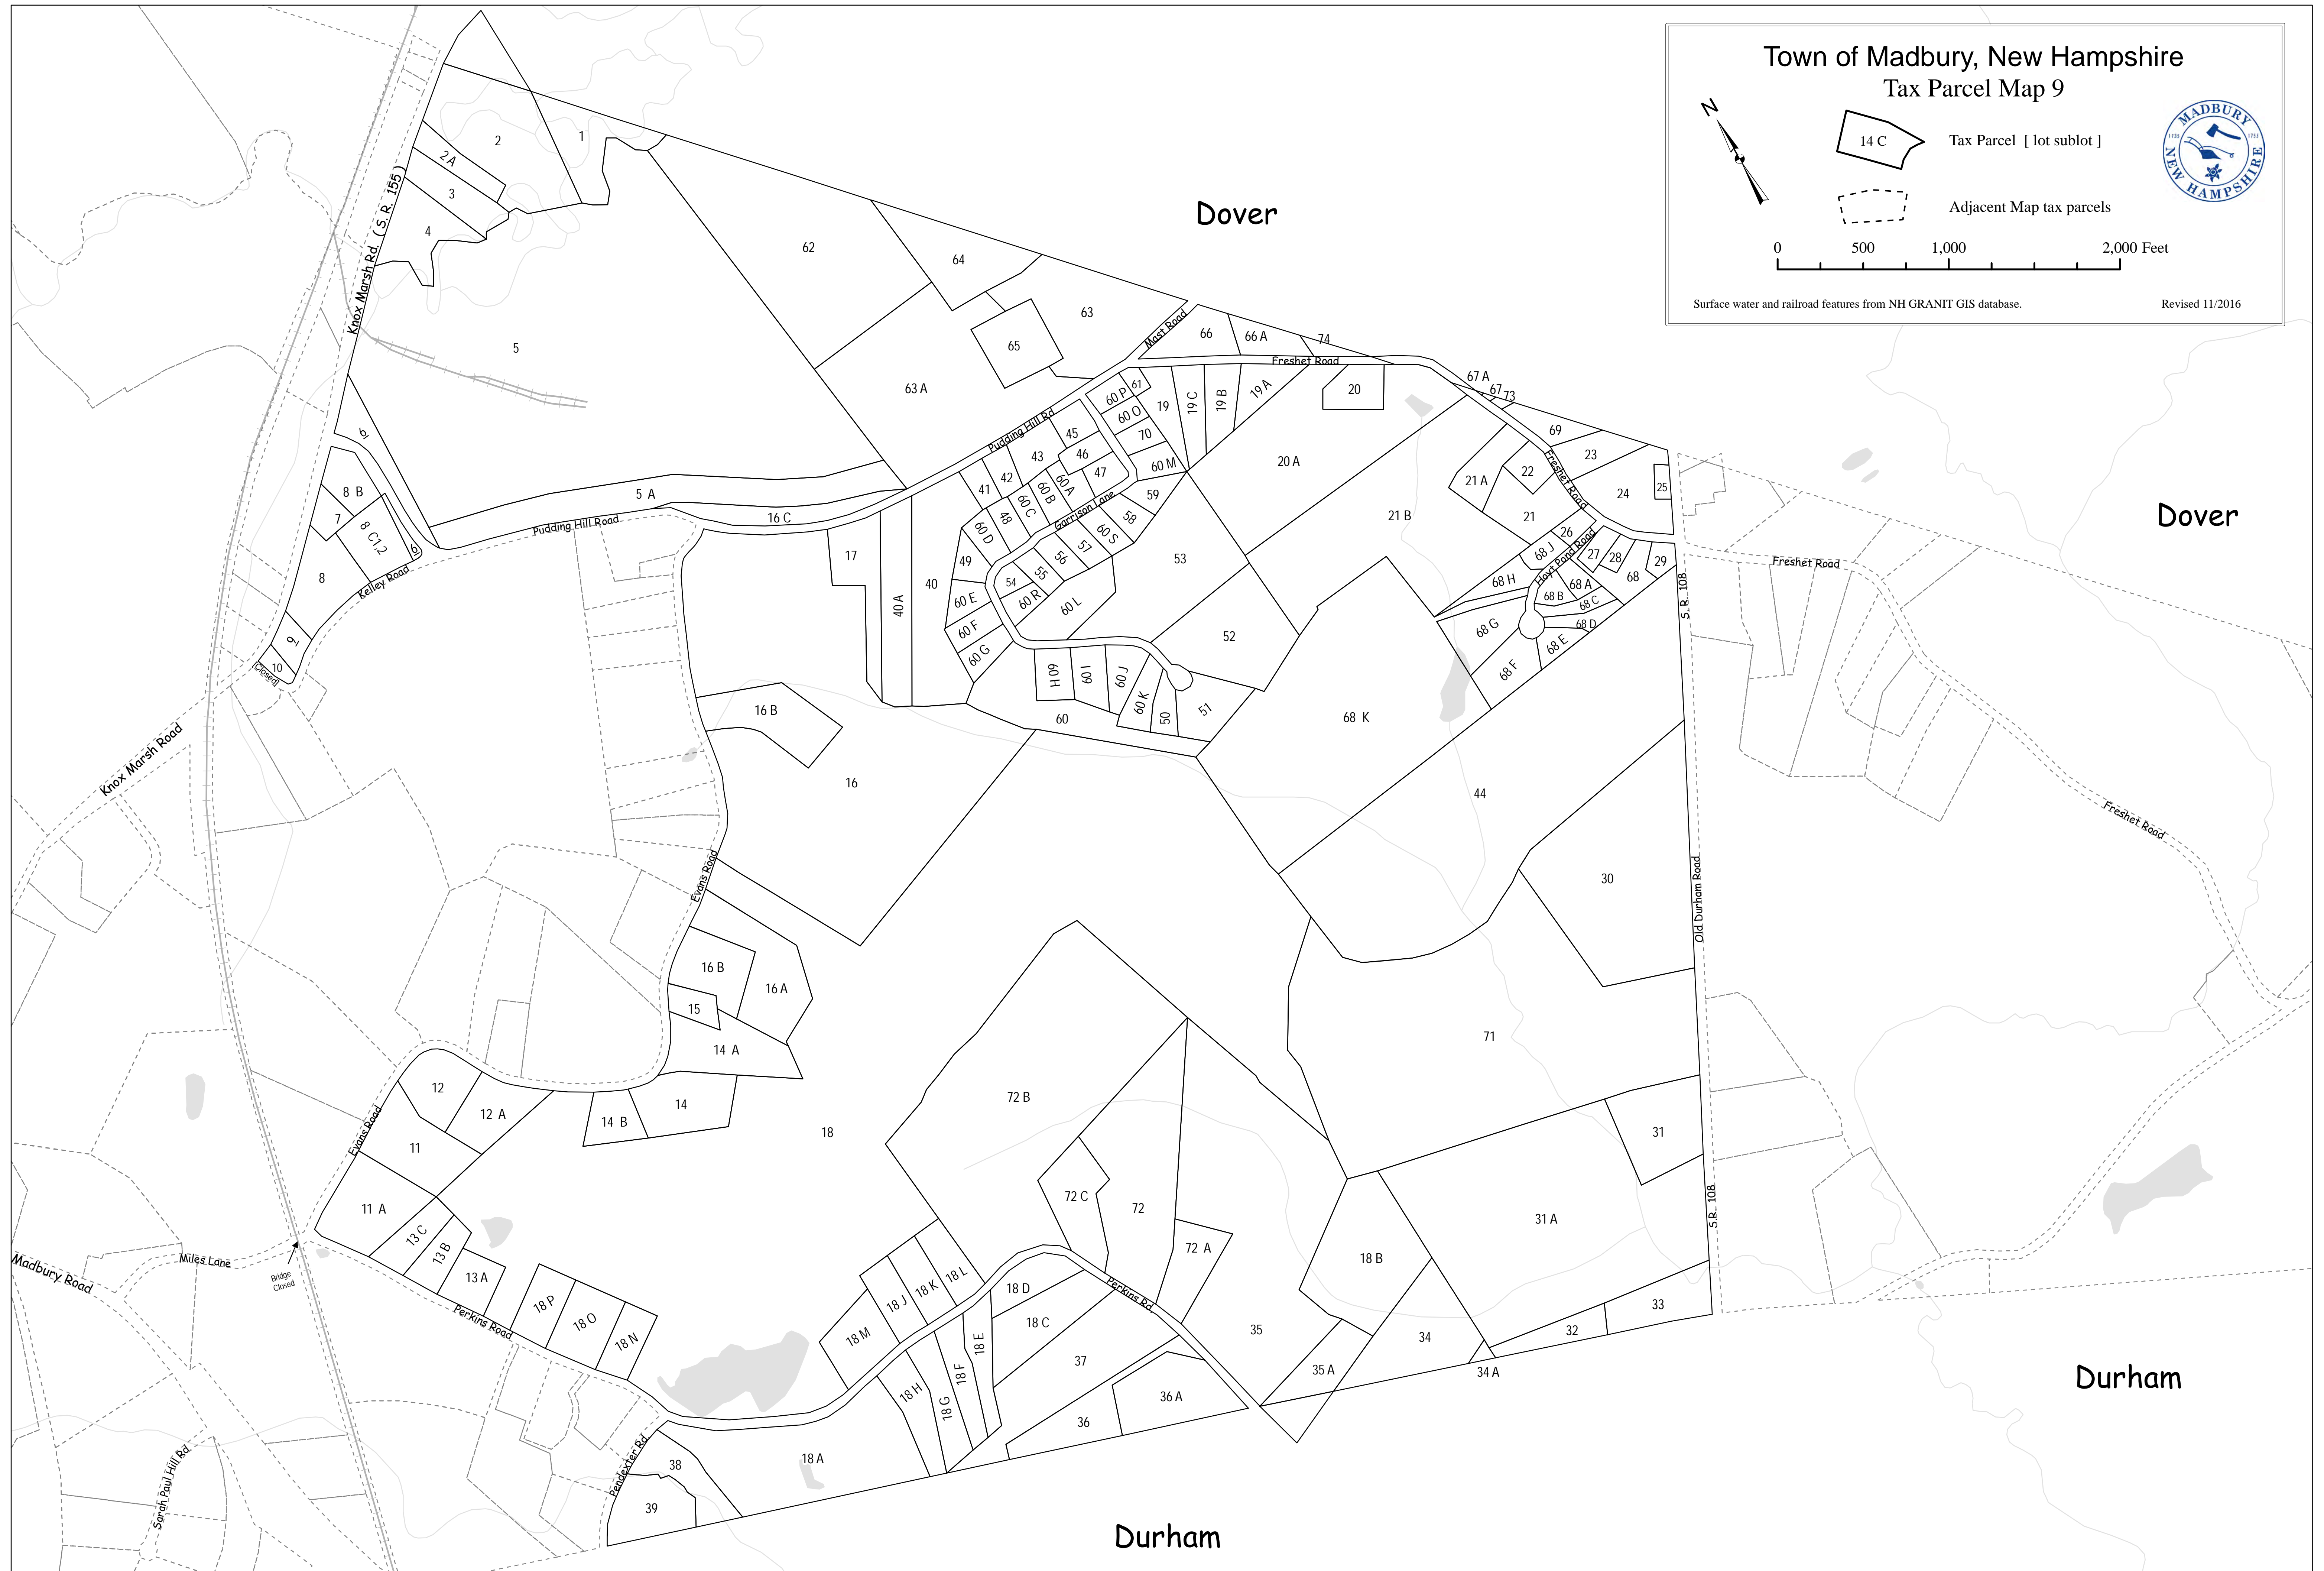 Town of Madbury, New Hampshire
Tax Parcel Map 9
N
14 C
Tax Parcel [ lot sublot ]
Adjacent Map tax parcels
MADBURY
1735
1755
NEW HAMPSHIRE
0 500 1,000 2,000 Feet
Surface water and railroad features from NH GRANIT GIS database.
Revised 11/2016
Dover
Dover
Durham
Durham
Knox Marsh Rd. ( S. R. 155 )
1
2
2 A
3
4
5
62
64
63
65
63 A
Mast Road
66
66 A
74
Freshet Road
67 A
67
73
69
23
24
25
6
8 B
7
8 C1,2
6
8
Kelley Road
9
10
(Closed)
5 A
16 C
Pudding Hill Road
Pudding Hill Rd
60 P
61
60 O
70
60 M
19
19 C
19 B
19 A
20
20 A
45
46
47
43
42
41
60 A
60 B
60 C
48
60 D
49
Garrison Lane
59
58
60 S
57
56
55
54
60 R
60 L
60 E
60 F
60 G
60 H
60 I
60 J
60 K
50
51
60
52
53
17
40 A
40
21 B
21 A
22
21
Freshet Road
26
27
28
29
68 J
Hoyt Pond Road
68 H
68 A
68 B
68
68 C
68 D
68 E
68 F
68 G
68 K
S. R. 108
Freshet Road
Freshet Road
Knox Marsh Road
16 B
16
44
30
Old Durham Road
Evans Road
16 B
16 A
15
14 A
14
14 B
12
12 A
11
11 A
Evans Road
13 C
13 B
13 A
18
72 B
72 C
72
72 A
71
31
31 A
S.R. 108
33
32
34
34 A
18 B
35
35 A
Perkins Rd
18 D
18 C
18 E
18 F
18 G
18 H
18 J
18 K
18 L
18 M
37
36
36 A
18 P
18 O
18 N
Perkins Road
Miles Lane
Madbury Road
Bridge
Closed
18 A
38
39
Pendexter Rd
Sarah Paul Hill Rd